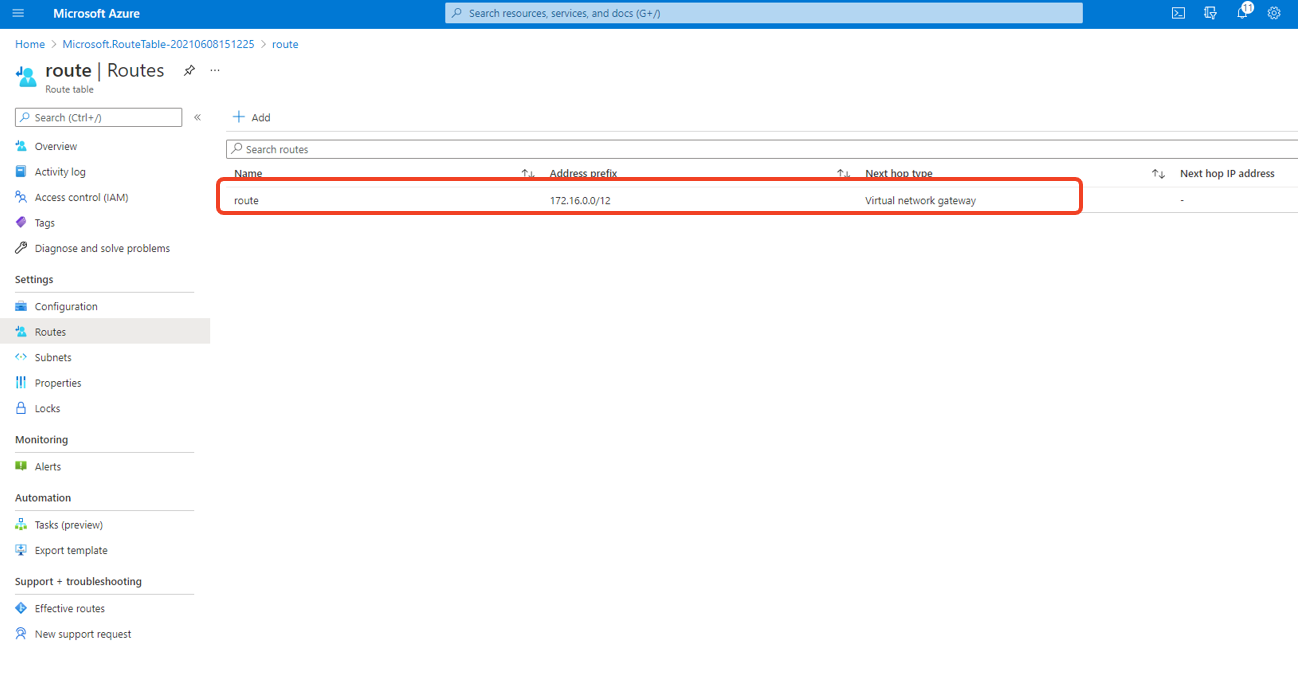 Microsoft Azure
Search resources, services, and docs (G+/)
11
Home > Microsoft.RouteTable-20210608151225 > route
route | Routes
Route table
Search (Ctrl+/)
«
Overview
Activity log
Access control (IAM)
Tags
Diagnose and solve problems
Settings
Configuration
Routes
Subnets
Properties
Locks
Monitoring
Alerts
Automation
Tasks (preview)
Export template
Support + troubleshooting
Effective routes
New support request
+ Add
Search routes
Name ↑↓ Address prefix ↑↓ Next hop type ↑↓ Next hop IP address
route 172.16.0.0/12 Virtual network gateway -